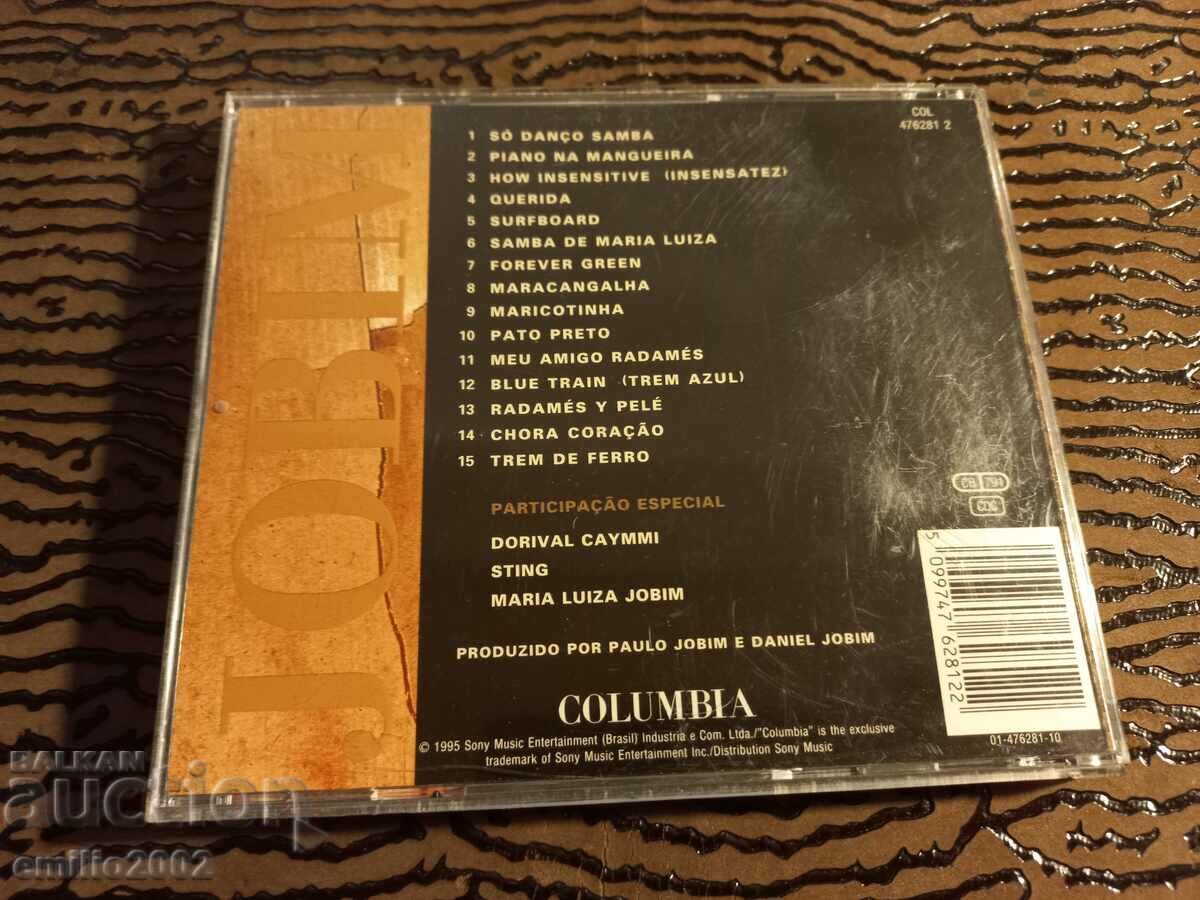 JOBIM
COL
476281 2
1 SÓ DANÇO SAMBA
2 PIANO NA MANGUEIRA
3 HOW INSENSITIVE (INSENSATEZ)
4 QUERIDA
5 SURFBOARD
6 SAMBA DE MARIA LUIZA
7 FOREVER GREEN
8 MARACANGALHA
9 MARICOTINHA
10 PATO PRETO
11 MEU AMIGO RADAMÉS
12 BLUE TRAIN (TREM AZUL)
13 RADAMÉS Y PELÉ
14 CHORA CORAÇÃO
15 TREM DE FERRO
PARTICIPAÇÃO ESPECIAL
DORIVAL CAYMMI
STING
MARIA LUIZA JOBIM
PRODUZIDO POR PAULO JOBIM E DANIEL JOBIM
COLUMBIA
© 1995 Sony Music Entertainment (Brasil) Industria e Com. Ltda./"Columbia" is the exclusive
trademark of Sony Music Entertainment Inc./Distribution Sony Music
CB 791
5 099747 628122
01-476281-10
BALKAN
auction
emilio2002